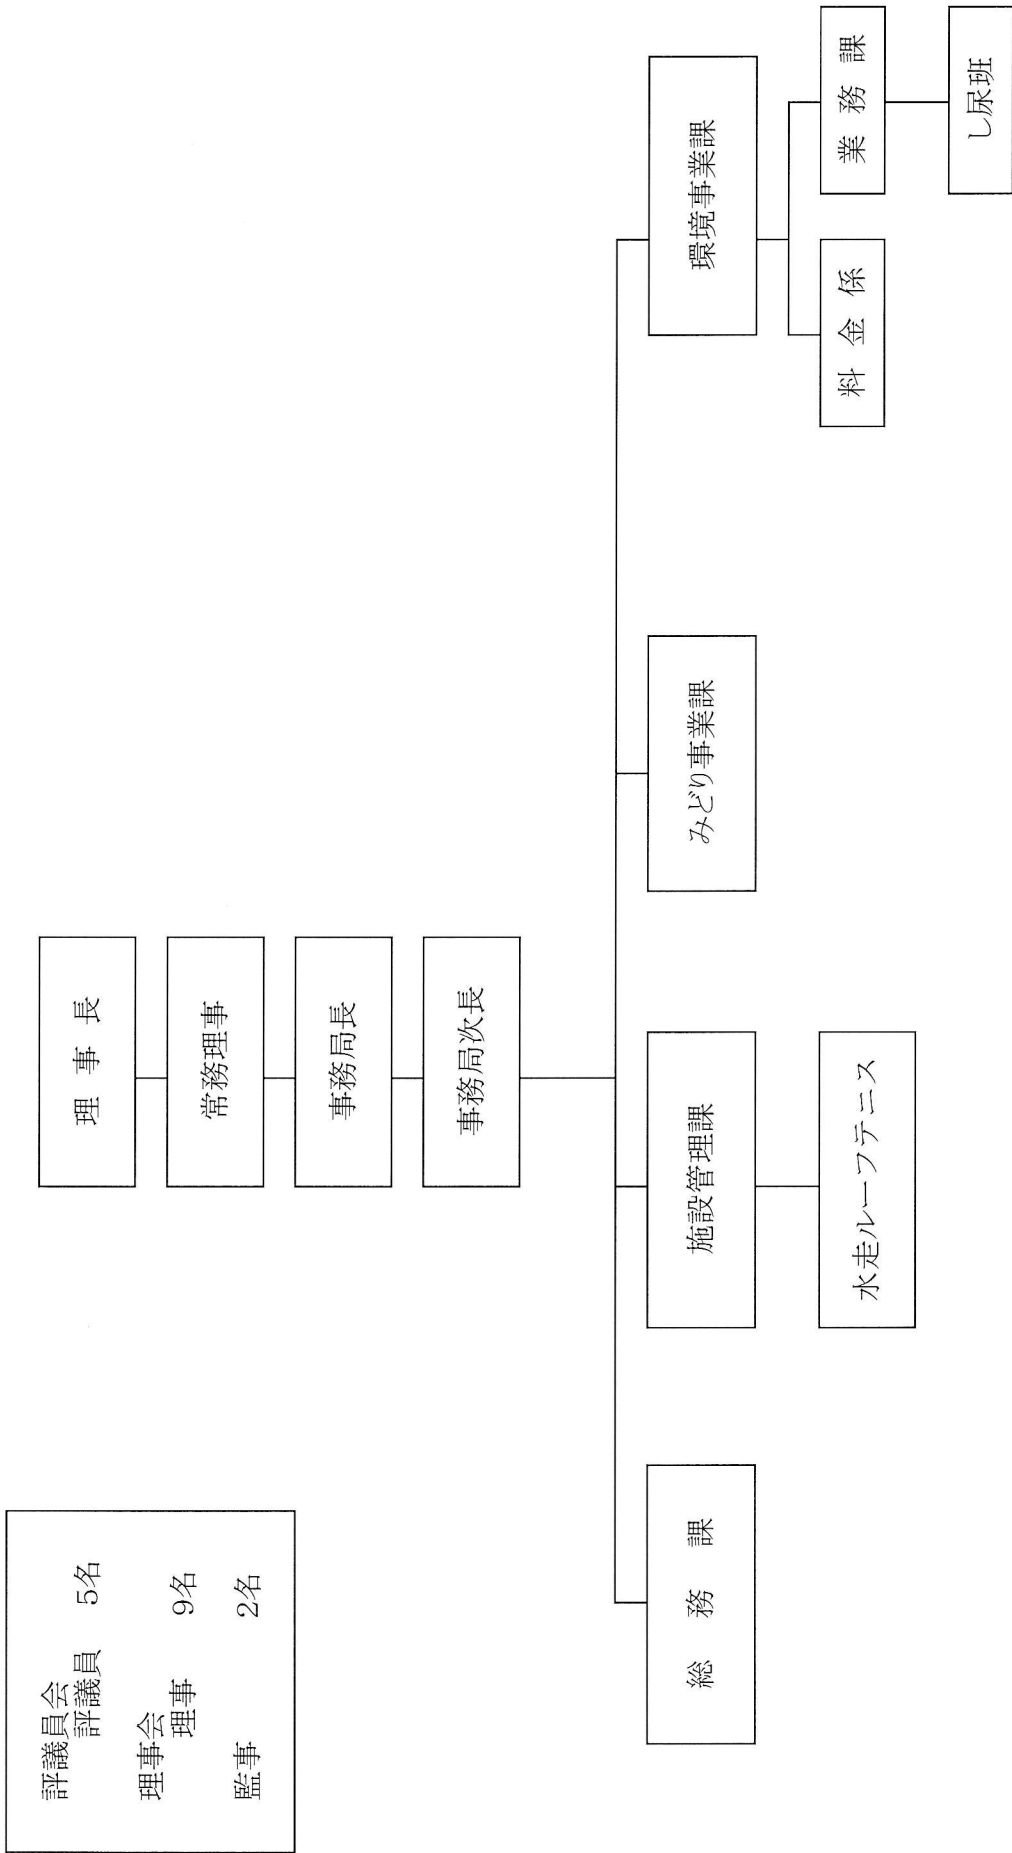 評議員会
評議員 5名
理事会
理事 9名
監事 2名
理 事 長
常務理事
事務局長
事務局次長
総 務 課
施設管理課
みどり事業課
環境事業課
水走ルーフテニス
料 金 係
業 務 課
し尿班